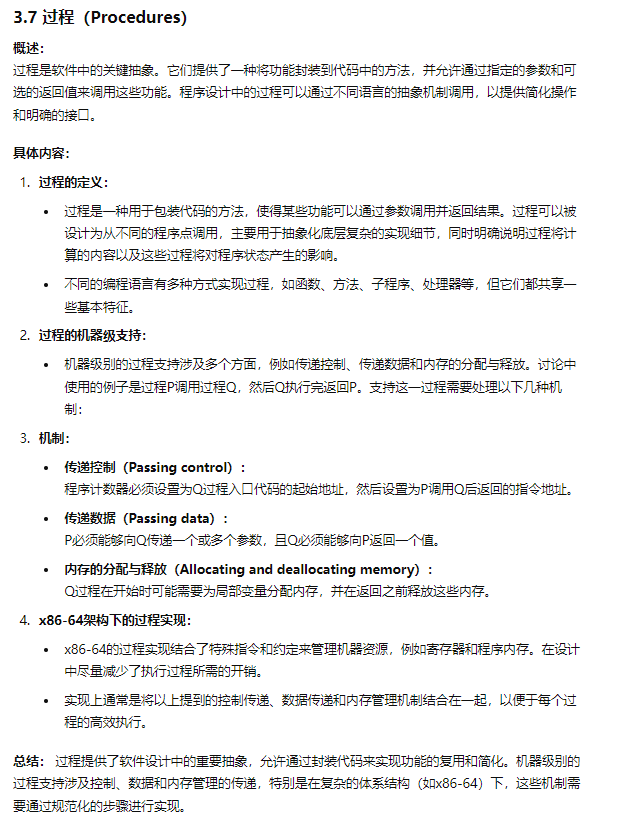 3.7 过程（Procedures）
概述：
过程是软件中的关键抽象。它们提供了一种将功能封装到代码中的方法，并允许通过指定的参数和可
选的返回值来调用这些功能。程序设计中的过程可以通过不同语言的抽象机制调用，以提供简化操作
和明确的接口。
具体内容：
1. 过程的定义：
• 过程是一种用于包装代码的方法，使得某些功能可以通过参数调用并返回结果。过程可以被
设计为从不同的程序点调用，主要用于抽象化底层复杂的实现细节，同时明确说明过程将计
算的内容以及这些过程将对程序状态产生的影响。
• 不同的编程语言有多种方式实现过程，如函数、方法、子程序、处理器等，但它们都共享一
些基本特征。
2. 过程的机器级支持：
• 机器级别的过程支持涉及多个方面，例如传递控制、传递数据和内存的分配与释放。讨论中
使用的例子是过程P调用过程Q，然后Q执行完返回P。支持这一过程需要处理以下几种机
制：
3. 机制：
• 传递控制（Passing control）：
程序计数器必须设置为Q过程入口代码的起始地址，然后设置为P调用Q后返回的指令地址。
• 传递数据（Passing data）：
P必须能够向Q传递一个或多个参数，且Q必须能够向P返回一个值。
• 内存的分配与释放（Allocating and deallocating memory）：
Q过程在开始时可能需要为局部变量分配内存，并在返回之前释放这些内存。
4. x86-64架构下的过程实现：
• x86-64的过程实现结合了特殊指令和约定来管理机器资源，例如寄存器和程序内存。在设计
中尽量减少了执行过程所需的开销。
• 实现上通常是将以上提到的控制传递、数据传递和内存管理机制结合在一起，以便于每个过
程的高效执行。
总结： 过程提供了软件设计中的重要抽象，允许通过封装代码来实现功能的复用和简化。机器级别的
过程支持涉及控制、数据和内存管理的传递，特别是在复杂的体系结构（如x86-64）下，这些机制需
要通过规范化的步骤进行实现。